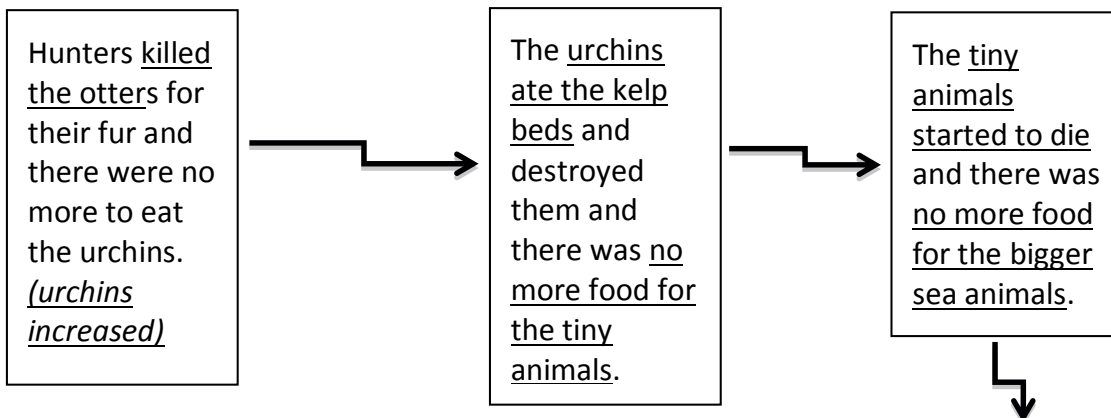 Hunters killed
the otters for
their fur and
there were no
more to eat
the urchins.
(urchins
increased)
The urchins
ate the kelp
beds and
destroyed
them and
there was no
more food for
the tiny
animals.
The tiny
animals
started to die
and there was
no more food
for the bigger
sea animals.